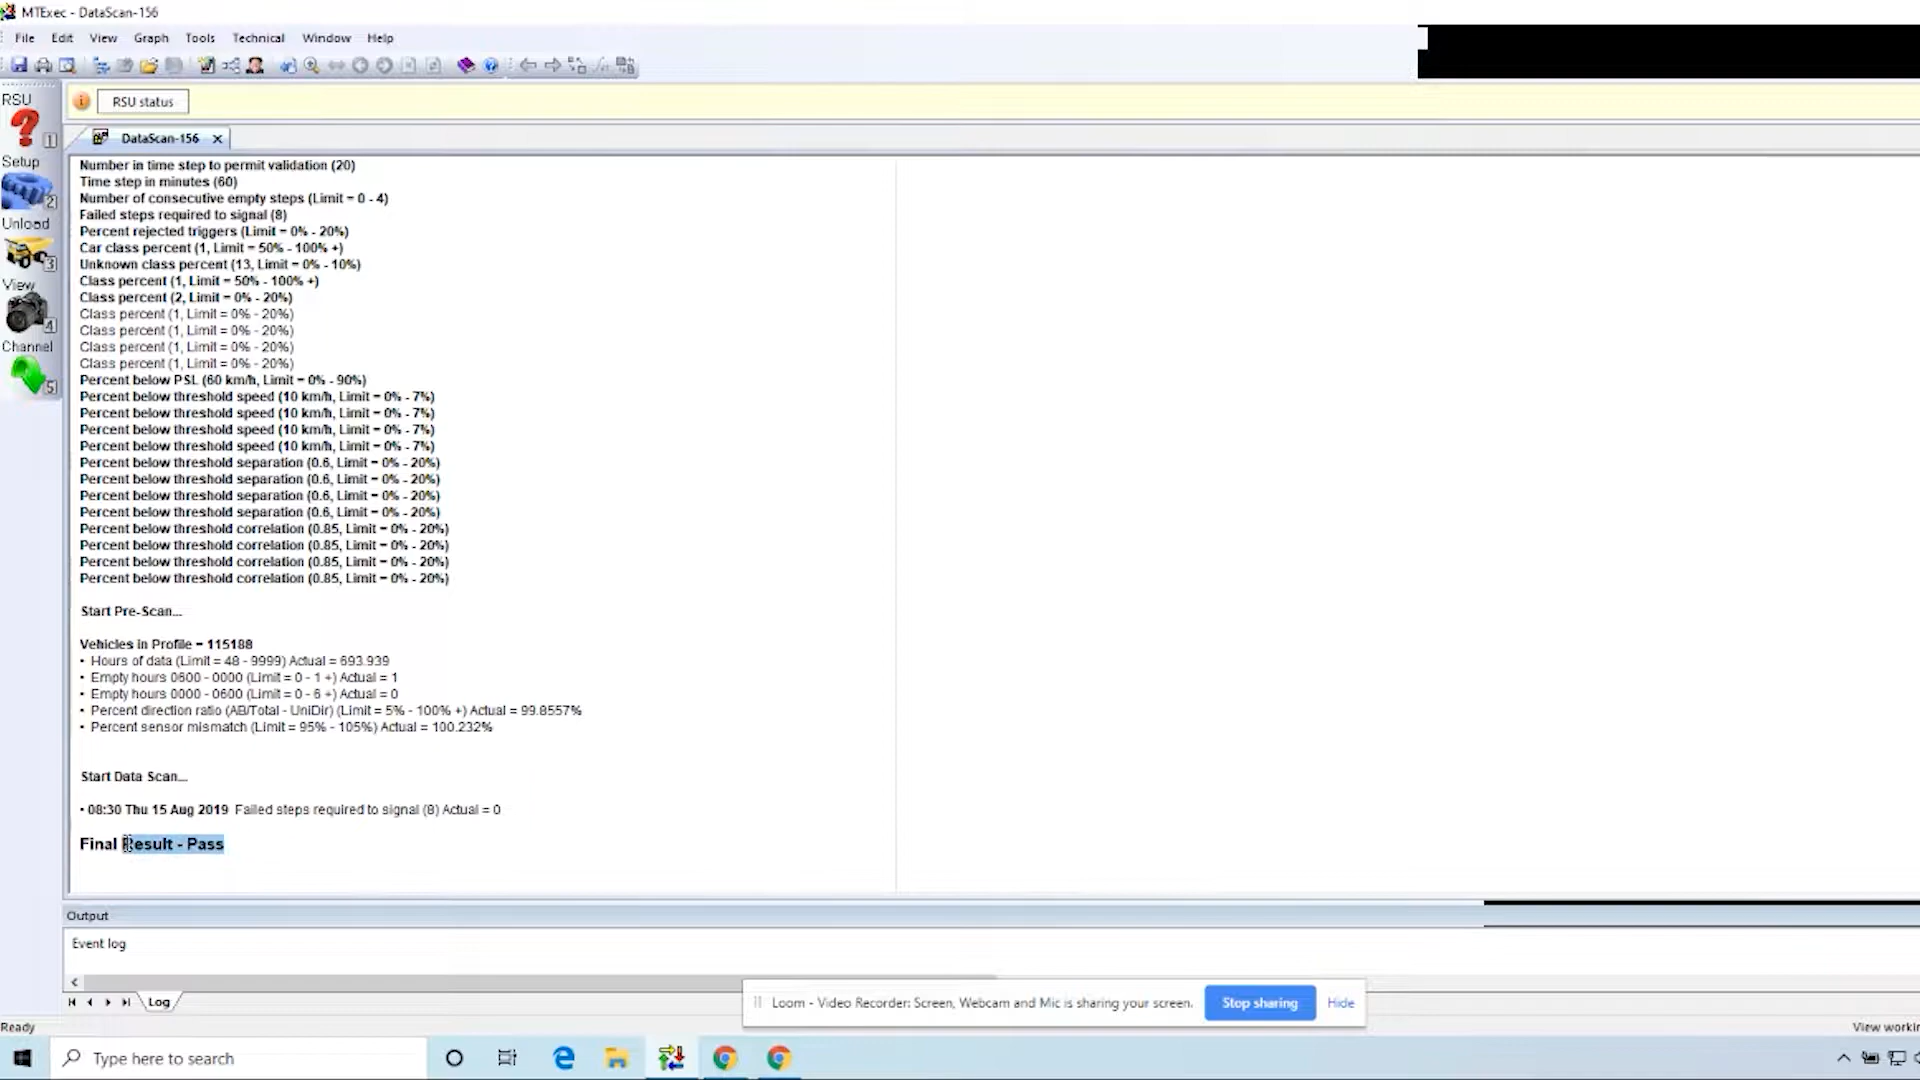 MTExec - DataScan-156
File Edit View Graph Tools Technical Window Help
RSU
1
Setup
2
Unload
3
View
4
Channel
5
RSU status
DataScan-156
Number in time step to permit validation (20)
Time step in minutes (60)
Number of consecutive empty steps (Limit = 0 - 4)
Failed steps required to signal (8)
Percent rejected triggers (Limit = 0% - 20%)
Car class percent (1, Limit = 50% - 100% +)
Unknown class percent (13, Limit = 0% - 10%)
Class percent (1, Limit = 50% - 100% +)
Class percent (2, Limit = 0% - 20%)
Class percent (1, Limit = 0% - 20%)
Class percent (1, Limit = 0% - 20%)
Class percent (1, Limit = 0% - 20%)
Class percent (1, Limit = 0% - 20%)
Percent below PSL (60 km/h, Limit = 0% - 90%)
Percent below threshold speed (10 km/h, Limit = 0% - 7%)
Percent below threshold speed (10 km/h, Limit = 0% - 7%)
Percent below threshold speed (10 km/h, Limit = 0% - 7%)
Percent below threshold speed (10 km/h, Limit = 0% - 7%)
Percent below threshold separation (0.6, Limit = 0% - 20%)
Percent below threshold separation (0.6, Limit = 0% - 20%)
Percent below threshold separation (0.6, Limit = 0% - 20%)
Percent below threshold separation (0.6, Limit = 0% - 20%)
Percent below threshold correlation (0.85, Limit = 0% - 20%)
Percent below threshold correlation (0.85, Limit = 0% - 20%)
Percent below threshold correlation (0.85, Limit = 0% - 20%)
Percent below threshold correlation (0.85, Limit = 0% - 20%)
Start Pre-Scan...
Vehicles in Profile = 115188
• Hours of data (Limit = 48 - 9999) Actual = 693.939
• Empty hours 0600 - 0000 (Limit = 0 - 1 +) Actual = 1
• Empty hours 0000 - 0600 (Limit = 0 - 6 +) Actual = 0
• Percent direction ratio (AB/Total - UniDir) (Limit = 5% - 100% +) Actual = 99.8557%
• Percent sensor mismatch (Limit = 95% - 105%) Actual = 100.232%
Start Data Scan...
• 08:30 Thu 15 Aug 2019 Failed steps required to signal (8) Actual = 0
Final Result - Pass
Output
Event log
Log
Loom - Video Recorder: Screen, Webcam and Mic is sharing your screen. Stop sharing Hide
Ready
Type here to search